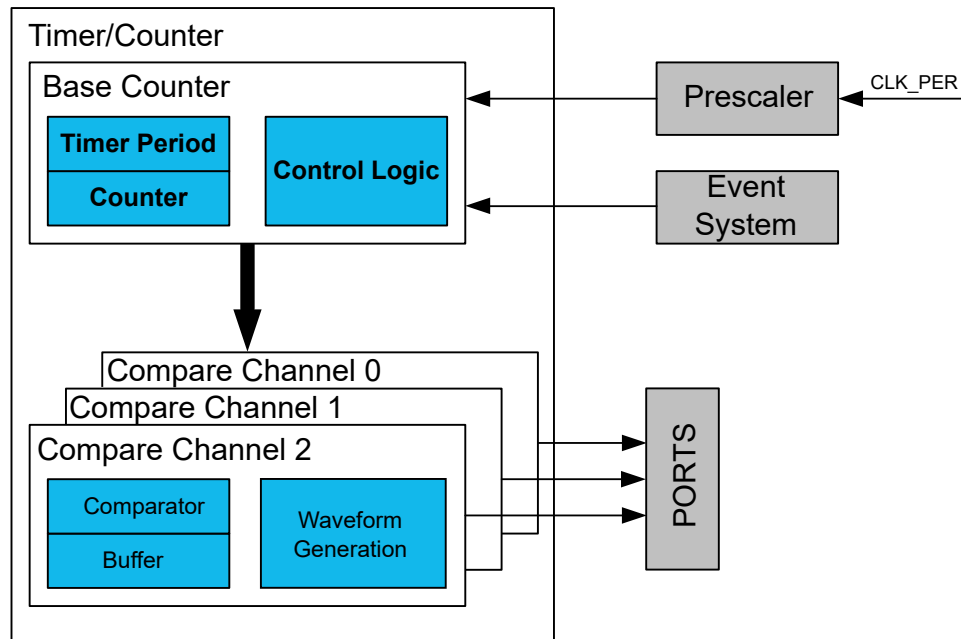 Timer/Counter
Base Counter
Timer Period
Counter
Control Logic
Prescaler
CLK_PER
Event
System
Compare Channel 0
Compare Channel 1
Compare Channel 2
Comparator
Buffer
Waveform
Generation
PORTS